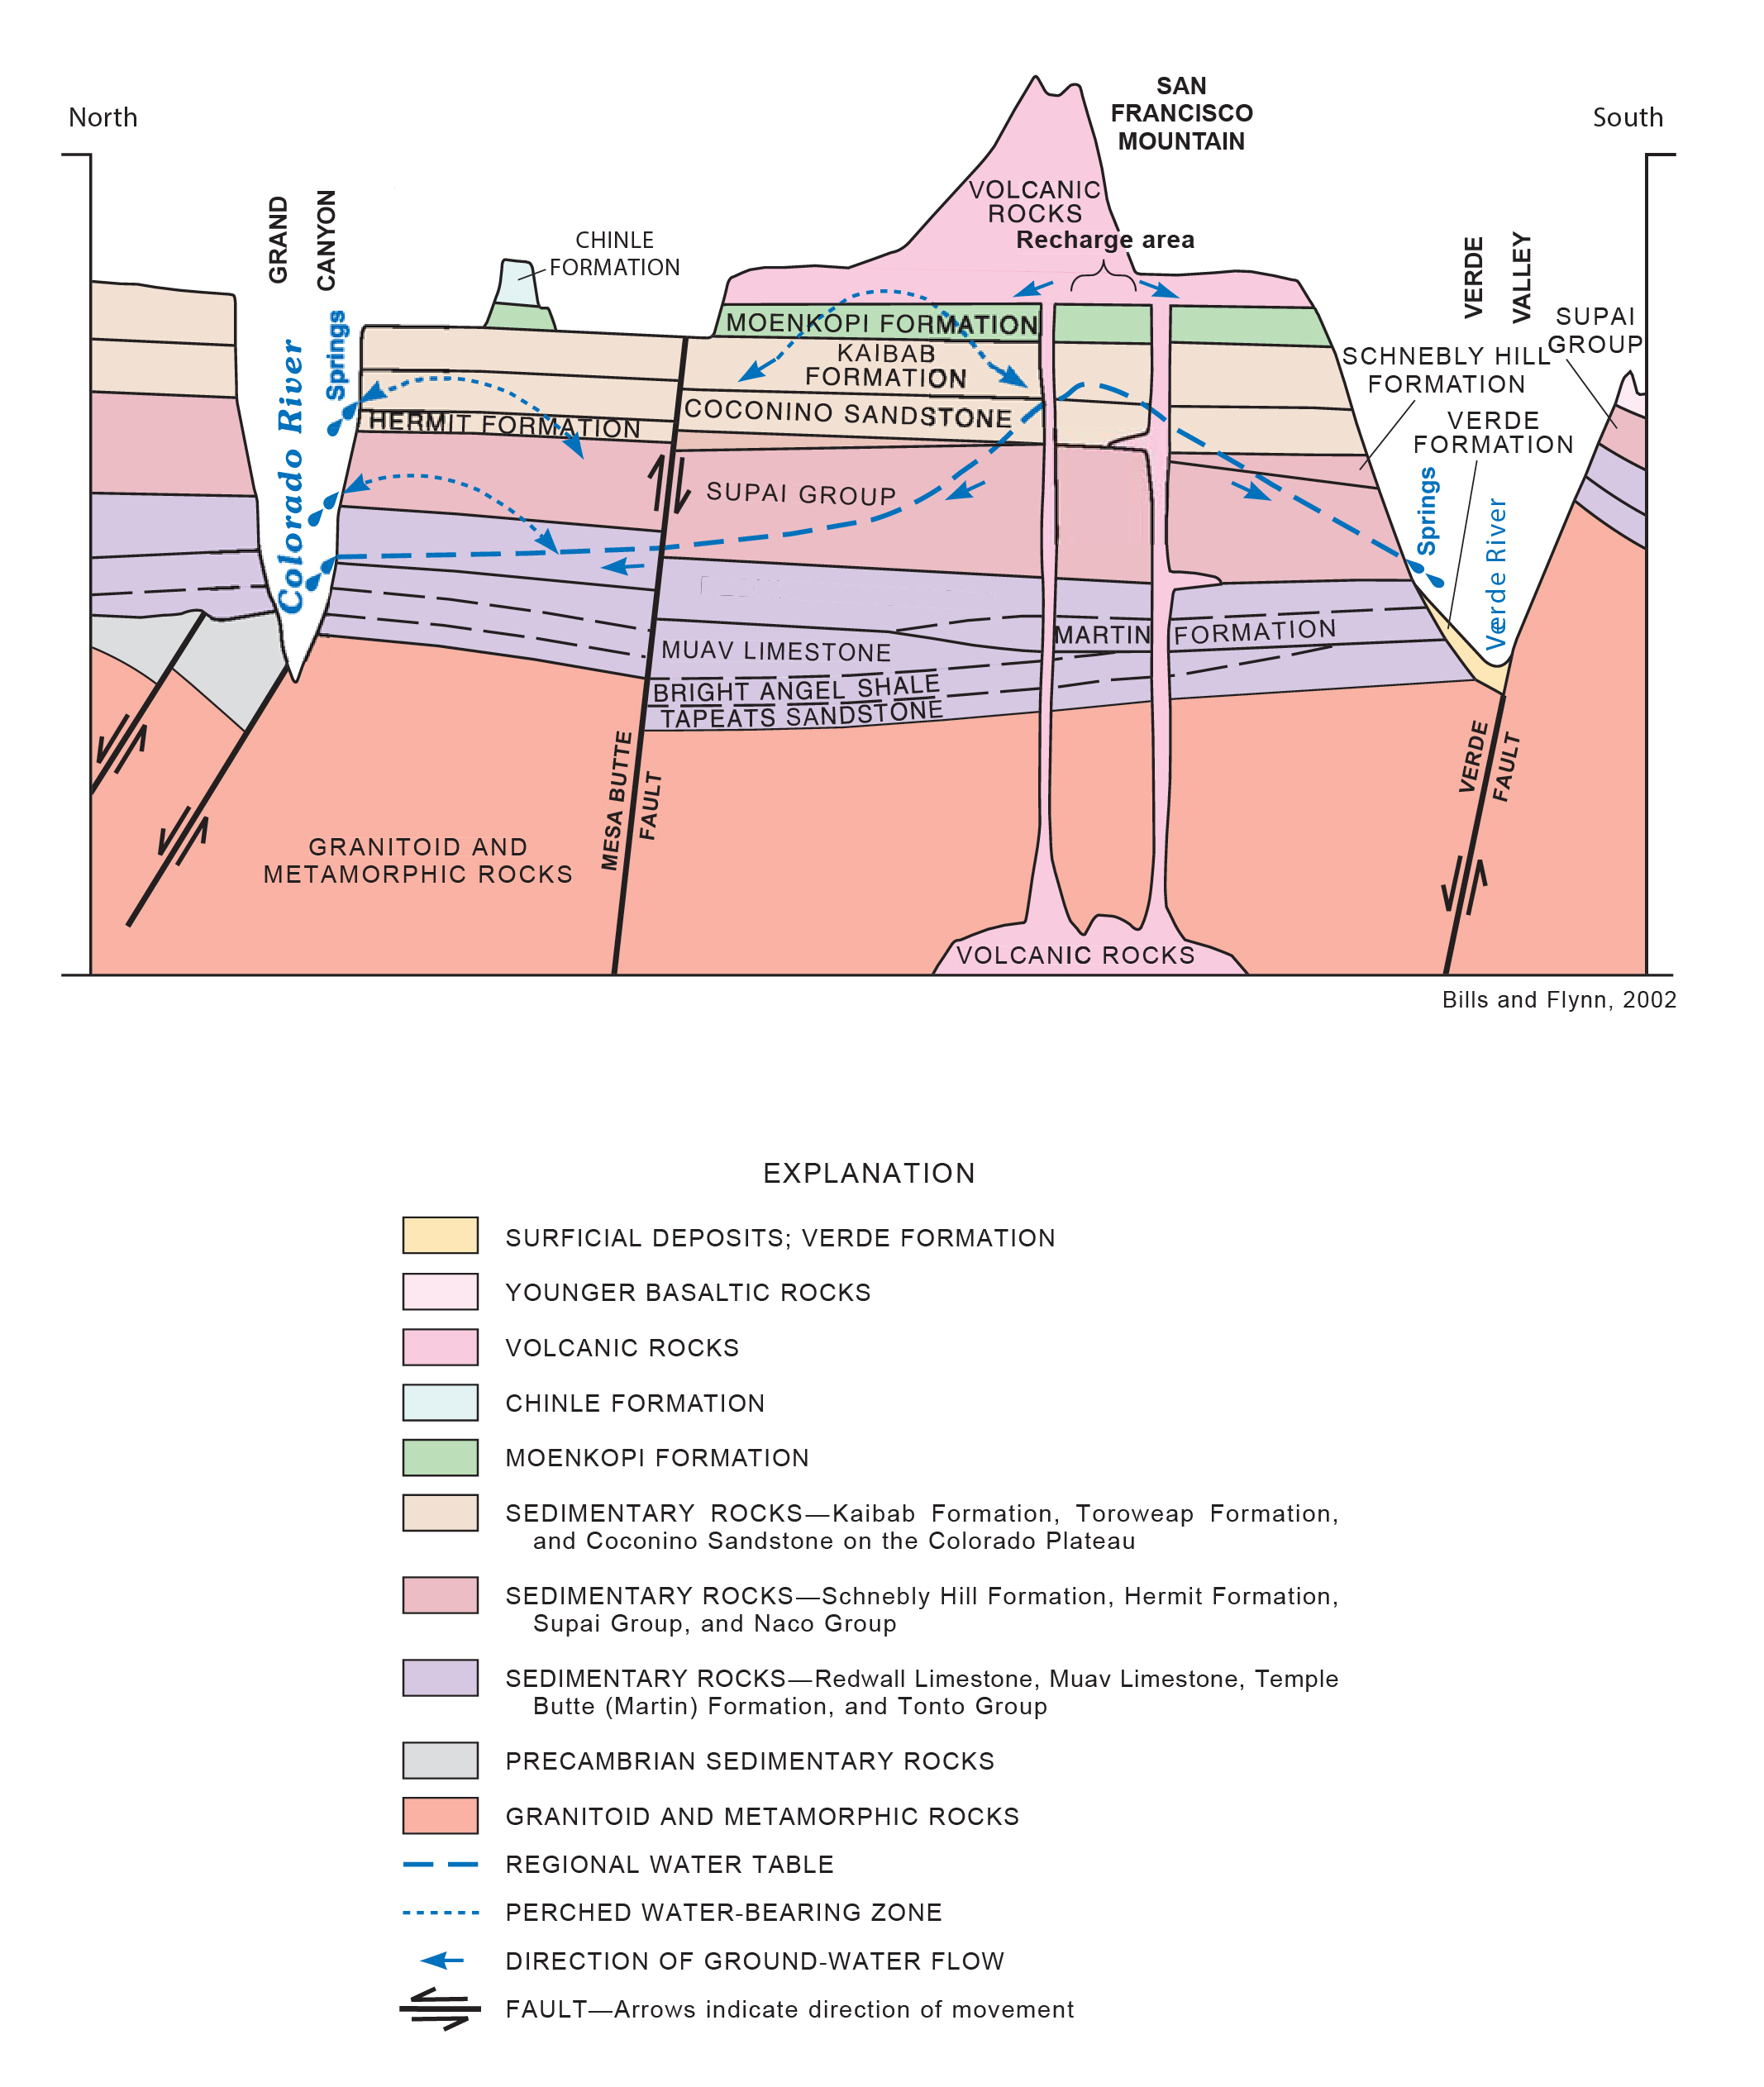 North
South
SAN
FRANCISCO
MOUNTAIN
GRAND
CANYON
VOLCANIC
ROCKS
Recharge area
CHINLE
FORMATION
VERDE
VALLEY
Springs
Colorado River
MOENKOPI FORMATION
KAIBAB
FORMATION
COCONINO SANDSTONE
HERMIT FORMATION
SUPAI GROUP
SUPAI
GROUP
SCHNEBLY HILL
FORMATION
VERDE
FORMATION
Springs
Verde River
MARTIN FORMATION
MUAV LIMESTONE
BRIGHT ANGEL SHALE
TAPEATS SANDSTONE
MESA BUTTE
FAULT
VERDE
FAULT
GRANITOID AND
METAMORPHIC ROCKS
VOLCANIC ROCKS
Bills and Flynn, 2002
EXPLANATION
SURFICIAL DEPOSITS; VERDE FORMATION
YOUNGER BASALTIC ROCKS
VOLCANIC ROCKS
CHINLE FORMATION
MOENKOPI FORMATION
SEDIMENTARY ROCKS—Kaibab Formation, Toroweap Formation,
and Coconino Sandstone on the Colorado Plateau
SEDIMENTARY ROCKS—Schnebly Hill Formation, Hermit Formation,
Supai Group, and Naco Group
SEDIMENTARY ROCKS—Redwall Limestone, Muav Limestone, Temple
Butte (Martin) Formation, and Tonto Group
PRECAMBRIAN SEDIMENTARY ROCKS
GRANITOID AND METAMORPHIC ROCKS
REGIONAL WATER TABLE
PERCHED WATER-BEARING ZONE
DIRECTION OF GROUND-WATER FLOW
FAULT—Arrows indicate direction of movement